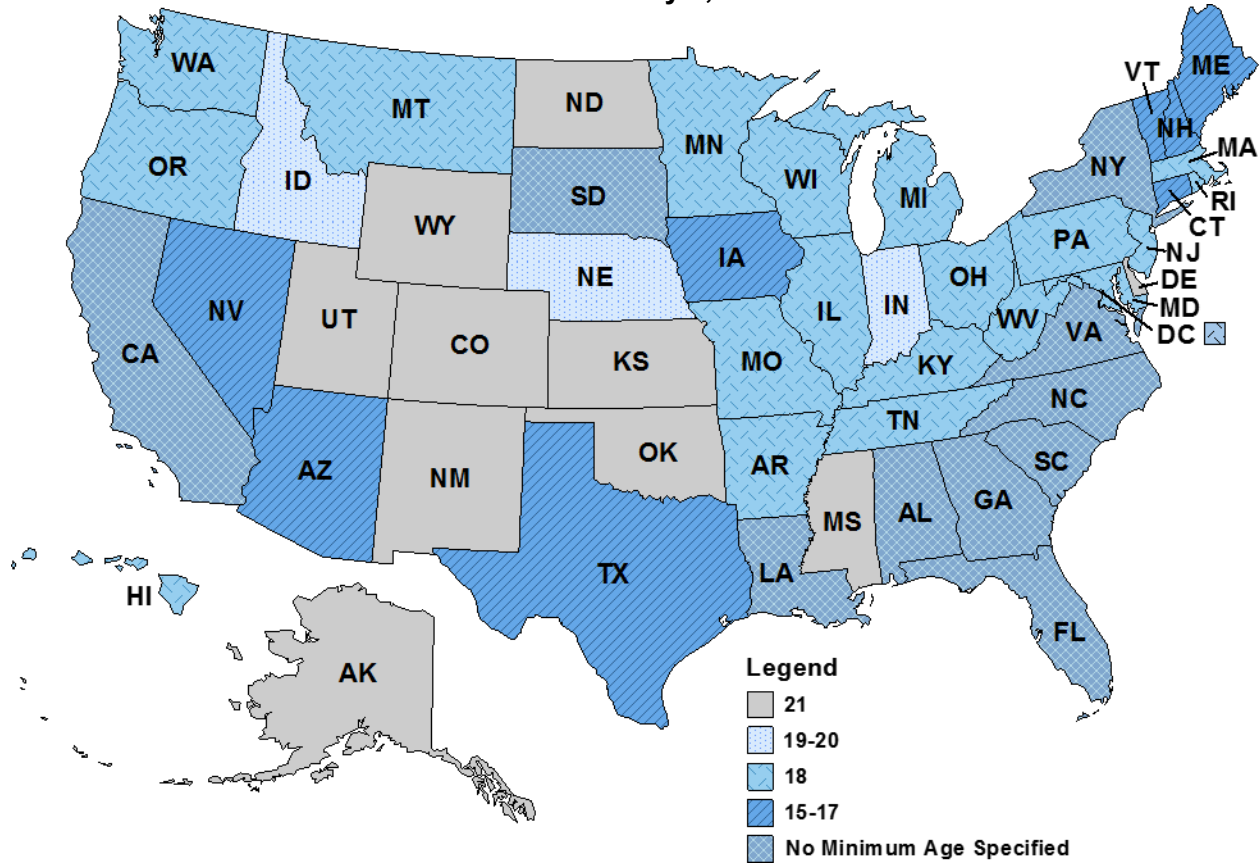 WA
MT
ND
MN
VT
ME
NH
MA
OR
ID
SD
WI
MI
NY
RI
CT
WY
NE
IA
PA
NJ
NV
UT
CO
KS
IL
IN
OH
DE
MD
DC
WV
VA
CA
MO
KY
NC
AZ
NM
OK
AR
TN
SC
MS
AL
GA
TX
LA
HI
FL
AK
Legend
21
19-20
18
15-17
No Minimum Age Specified